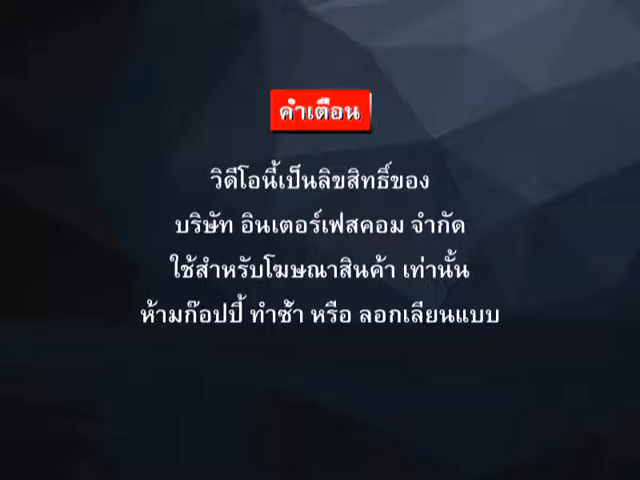 คำเตือน
วิดีโอนี้เป็นลิขสิทธิ์ของ
บริษัท อินเตอร์เฟสคอม จำกัด
ใช้สำหรับโฆษณาสินค้า เท่านั้น
ห้ามก๊อปปี้ ทำซ้ำ หรือ ลอกเลียนแบบ